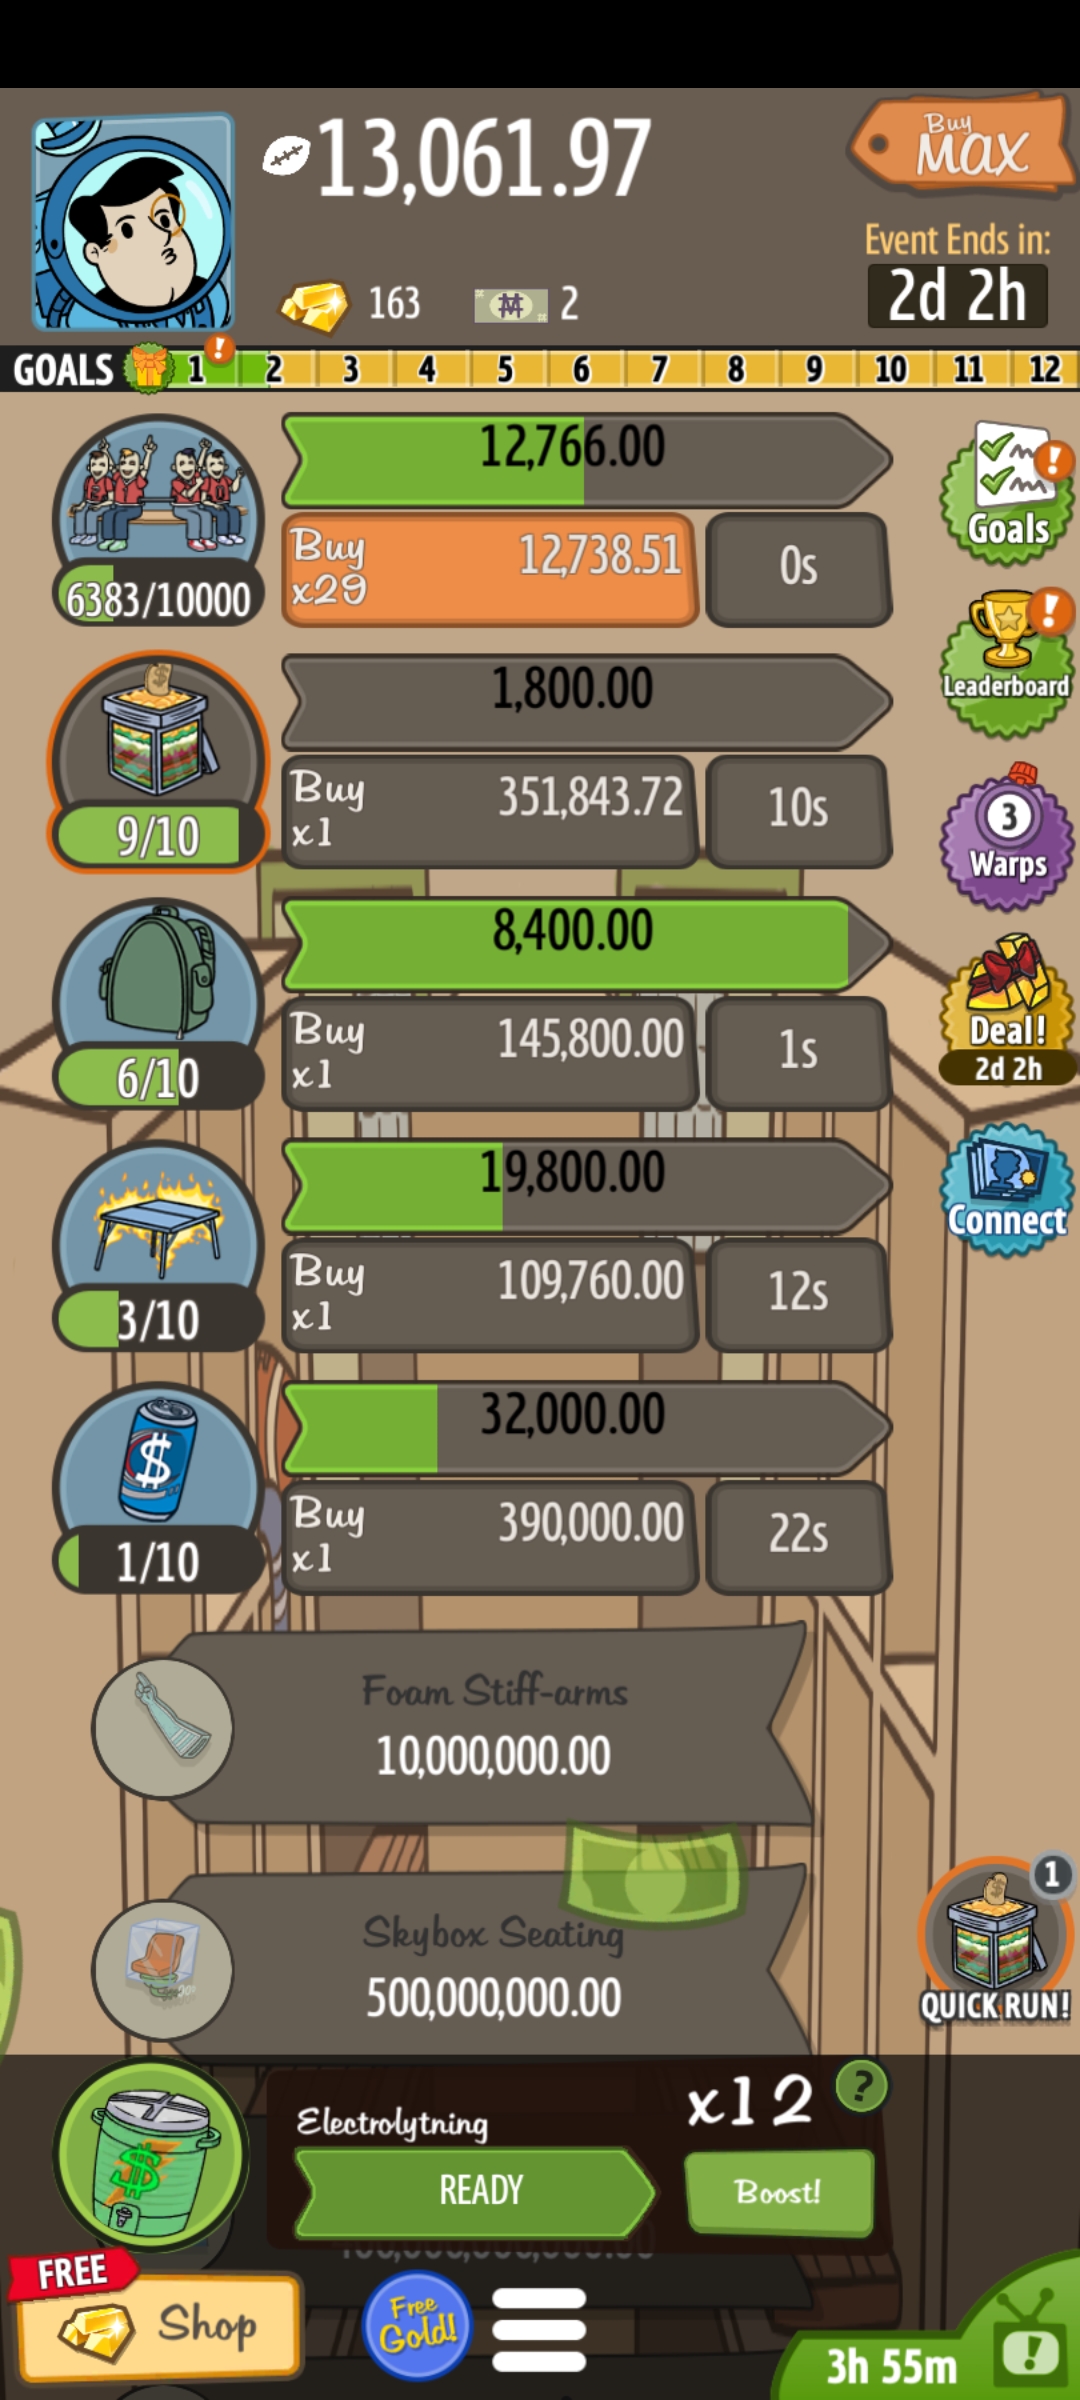 13,061.97
Buy
MAX
Event Ends in:
2d 2h
163
2
GOALS 1 ! 2 3 4 5 6 7 8 9 10 11 12
12,766.00
Buy
x29
12,738.51
0s
6383/10000
!
Goals
1,800.00
Buy
x1
351,843.72
10s
9/10
!
Leaderboard
8,400.00
Buy
x1
145,800.00
1s
6/10
3
Warps
19,800.00
Buy
x1
109,760.00
12s
3/10
Deal!
2d 2h
Connect
32,000.00
Buy
x1
390,000.00
22s
1/10
Foam Stiff-arms
10,000,000.00
Skybox Seating
500,000,000.00
1
QUICK RUN!
Electrolytning
x12
?
READY
Boost!
FREE
Shop
Free
Gold!
3h 55m
!